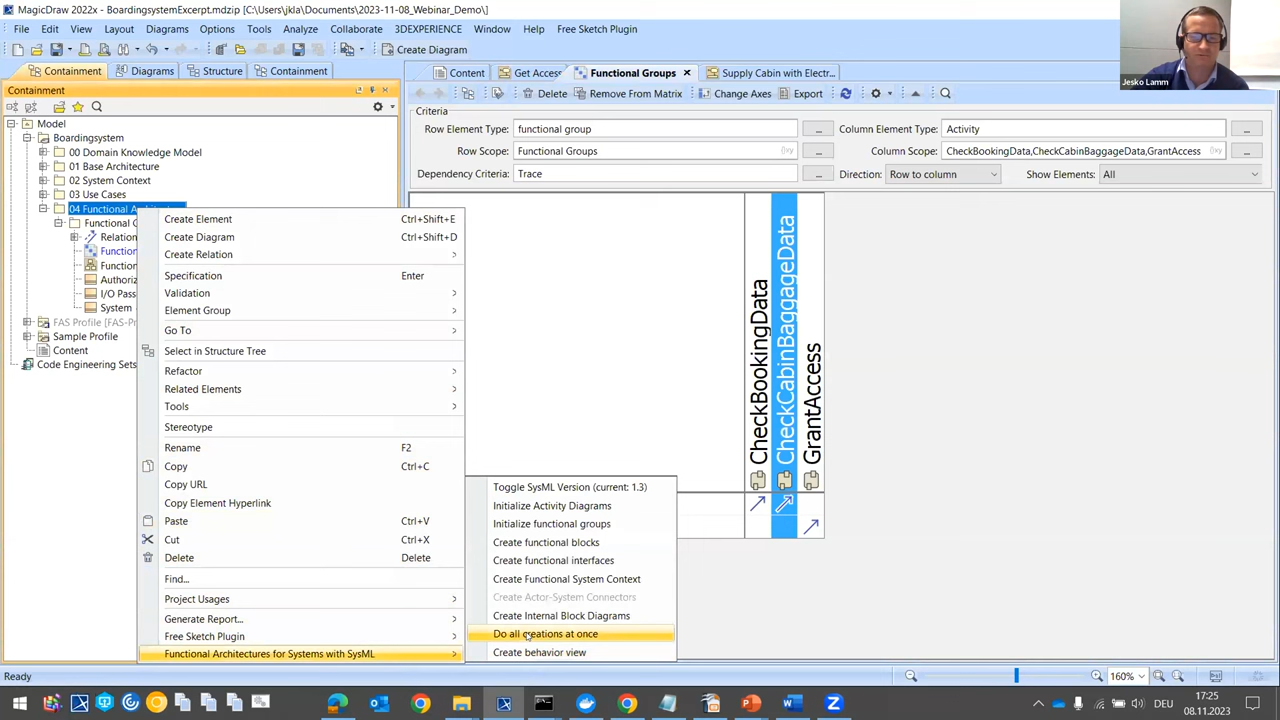 MagicDraw 2022x - BoardingsystemExcerpt.mdzip [C:\Users\jkla\Documents\2023-11-08_Webinar_Demo\]
File Edit View Layout Diagrams Options Tools Analyze Collaborate 3DEXPERIENCE Window Help Free Sketch Plugin
Create Diagram
Jesko Lamm
Containment Diagrams Structure Containment
Containment
Model
Boardingsystem
00 Domain Knowledge Model
01 Base Architecture
02 System Context
03 Use Cases
04 Functional
Functional
Relation
Function
Function
Authoriz
I/O Pass
System
FAS Profile [FAS-Pr
Sample Profile
Content
Code Engineering Sets
Create Element Ctrl+Shift+E
Create Diagram Ctrl+Shift+D
Create Relation
Specification Enter
Validation
Element Group
Go To
Select in Structure Tree
Refactor
Related Elements
Tools
Stereotype
Rename F2
Copy Ctrl+C
Copy URL
Copy Element Hyperlink
Paste Ctrl+V
Cut Ctrl+X
Delete Delete
Find...
Project Usages
Generate Report...
Free Sketch Plugin
Functional Architectures for Systems with SysML
Toggle SysML Version (current: 1.3)
Initialize Activity Diagrams
Initialize functional groups
Create functional blocks
Create functional interfaces
Create Functional System Context
Create Actor-System Connectors
Create Internal Block Diagrams
Do all creations at once
Create behavior view
Content Get Access Functional Groups Supply Cabin with Electr...
Delete Remove From Matrix Change Axes Export
Criteria
Row Element Type: functional group ... Column Element Type: Activity ...
Row Scope: Functional Groups ... Column Scope: CheckBookingData,CheckCabinBaggageData,GrantAccess ...
Dependency Criteria: Trace ... Direction: Row to column Show Elements: All
CheckBookingData
CheckCabinBaggageData
GrantAccess
Ready
160%
DEU
17:25
08.11.2023